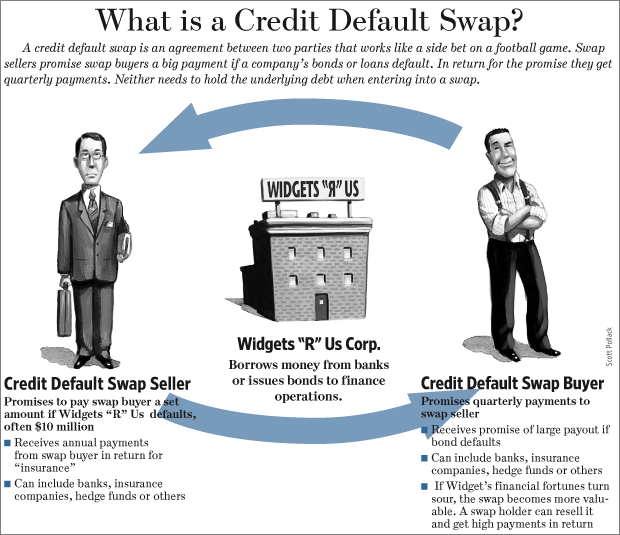 What is a Credit Default Swap?
A credit default swap is an agreement between two parties that works like a side bet on a football game. Swap
sellers promise swap buyers a big payment if a company's bonds or loans default. In return for the promise they get
quarterly payments. Neither needs to hold the underlying debt when entering into a swap.
WIDGETS "Я" US
Scott Pollack
Credit Default Swap Seller
Promises to pay swap buyer a set
amount if Widgets "R" Us defaults,
often $10 million
Receives annual payments
from swap buyer in return for
"insurance"
Can include banks, insurance
companies, hedge funds or others
Widgets "R" Us Corp.
Borrows money from banks
or issues bonds to finance
operations.
Credit Default Swap Buyer
Promises quarterly payments to
swap seller
Receives promise of large payout if
bond defaults
Can include banks, insurance
companies, hedge funds or others
If Widget's financial fortunes turn
sour, the swap becomes more valu-
able. A swap holder can resell it
and get high payments in return